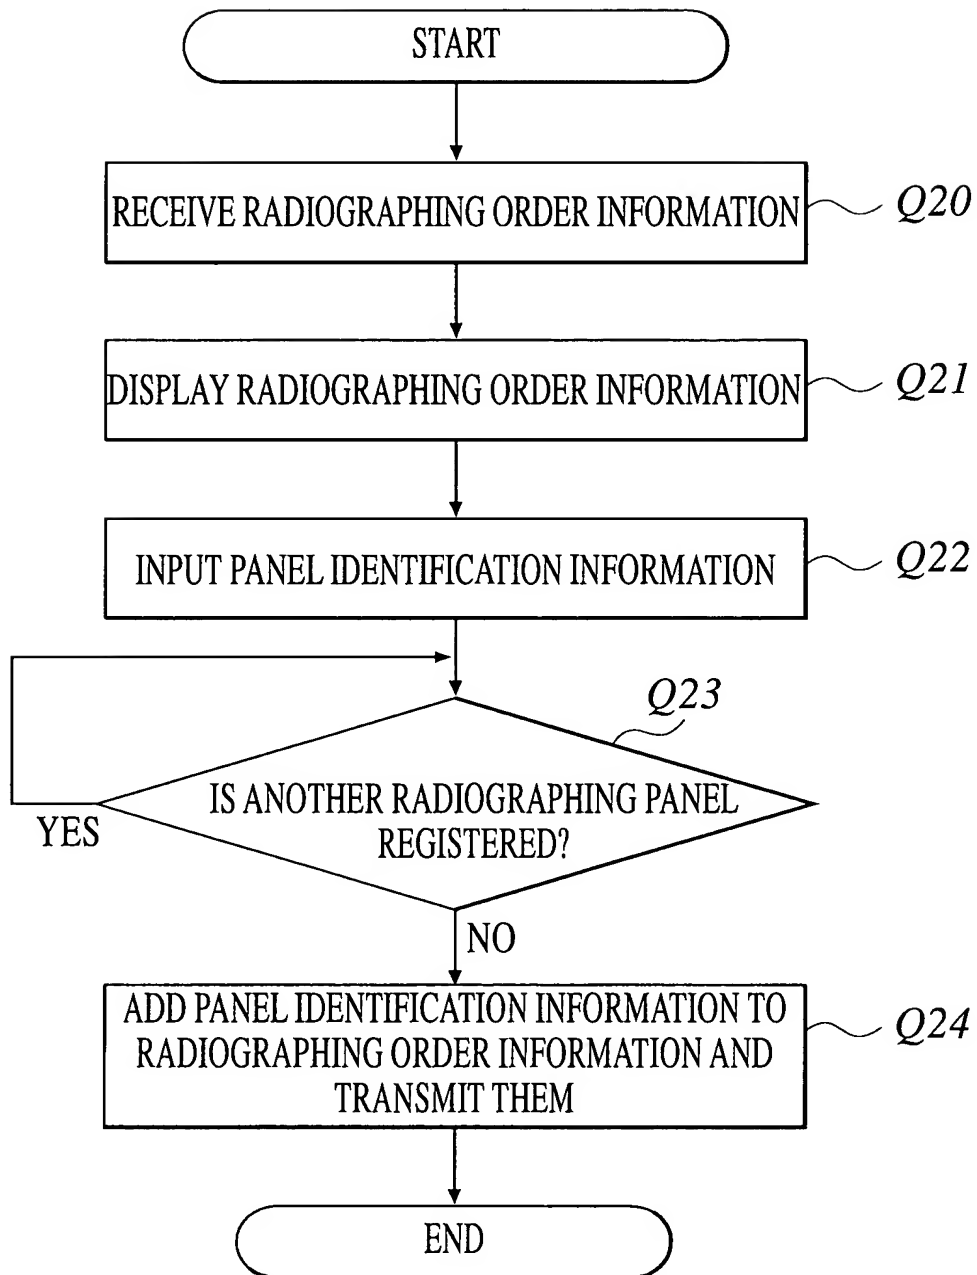 START
RECEIVE RADIOGRAPHING ORDER INFORMATION
Q20
DISPLAY RADIOGRAPHING ORDER INFORMATION
Q21
INPUT PANEL IDENTIFICATION INFORMATION
Q22
Q23
IS ANOTHER RADIOGRAPHING PANEL
REGISTERED?
YES
NO
ADD PANEL IDENTIFICATION INFORMATION TO
RADIOGRAPHING ORDER INFORMATION AND
TRANSMIT THEM
Q24
END